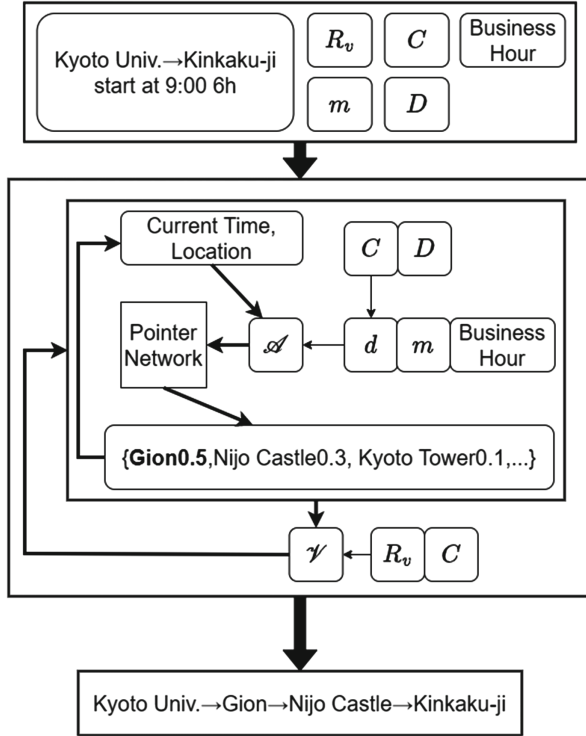 Kyoto Univ.→Kinkaku-ji
start at 9:00 6h
R_v
C
Business
Hour
m
D
Current Time,
Location
C
D
Pointer
Network
𝒜
d
m
Business
Hour
{Gion0.5,Nijo Castle0.3, Kyoto Tower0.1,...}
𝒱
R_v
C
Kyoto Univ.→Gion→Nijo Castle→Kinkaku-ji